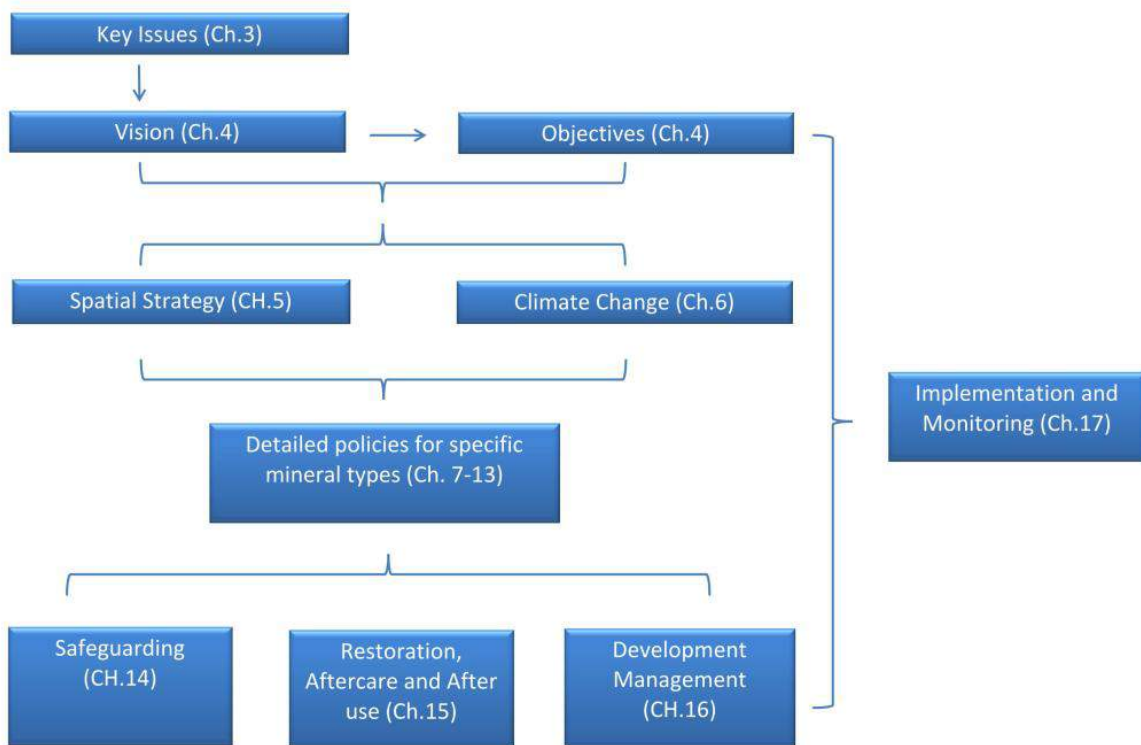 Key Issues (Ch.3)
Vision (Ch.4)
Objectives (Ch.4)
Spatial Strategy (CH.5)
Climate Change (Ch.6)
Implementation and
Monitoring (Ch.17)
Detailed policies for specific
mineral types (Ch. 7-13)
Safeguarding
(CH.14)
Restoration,
Aftercare and After
use (Ch.15)
Development
Management
(CH.16)